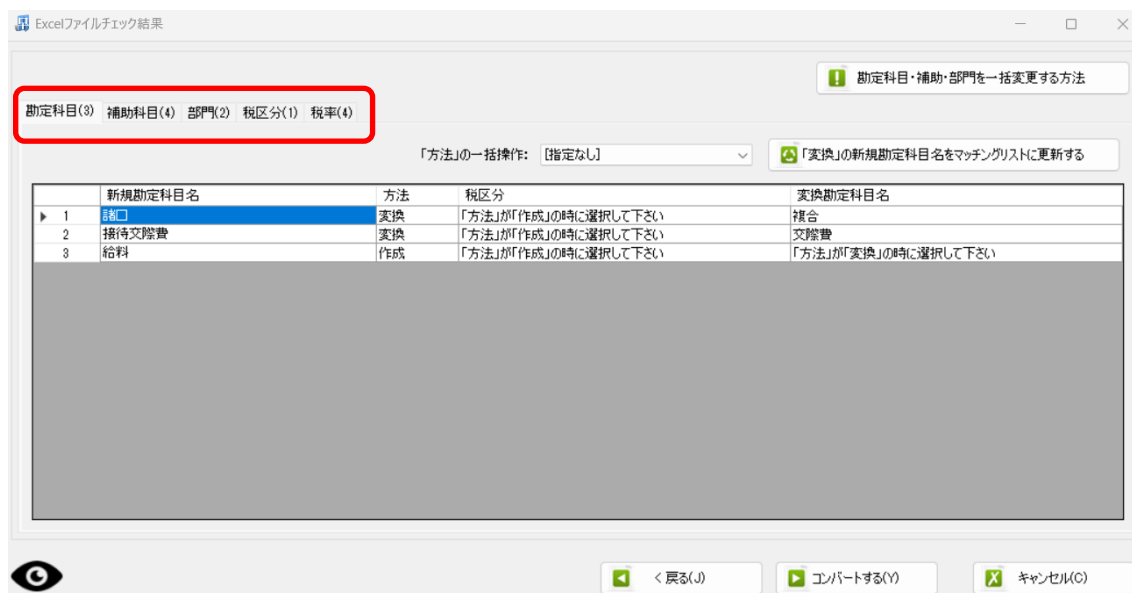 Excelファイルチェック結果
勘定科目・補助・部門を一括変更する方法
勘定科目(3) 補助科目(4) 部門(2) 税区分(1) 税率(4)
「方法」の一括操作: [指定なし] 「変換」の新規勘定科目名をマッチングリストに更新する
新規勘定科目名 方法 税区分 変換勘定科目名
1 諸口 変換 「方法」が「作成」の時に選択して下さい 複合
2 接待交際費 変換 「方法」が「作成」の時に選択して下さい 交際費
3 給料 作成 「方法」が「作成」の時に選択して下さい 「方法」が「変換」の時に選択して下さい
< 戻る(J) コンバートする(Y) キャンセル(C)